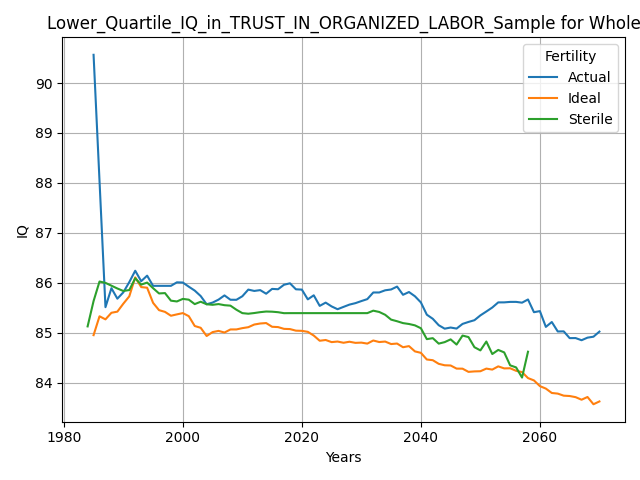 Lower_Quartile_IQ_in_TRUST_IN_ORGANIZED_LABOR_Sample for Whole
Fertility
Actual
Ideal
Sterile
IQ
90
89
88
87
86
85
84
1980 2000 2020 2040 2060
Years